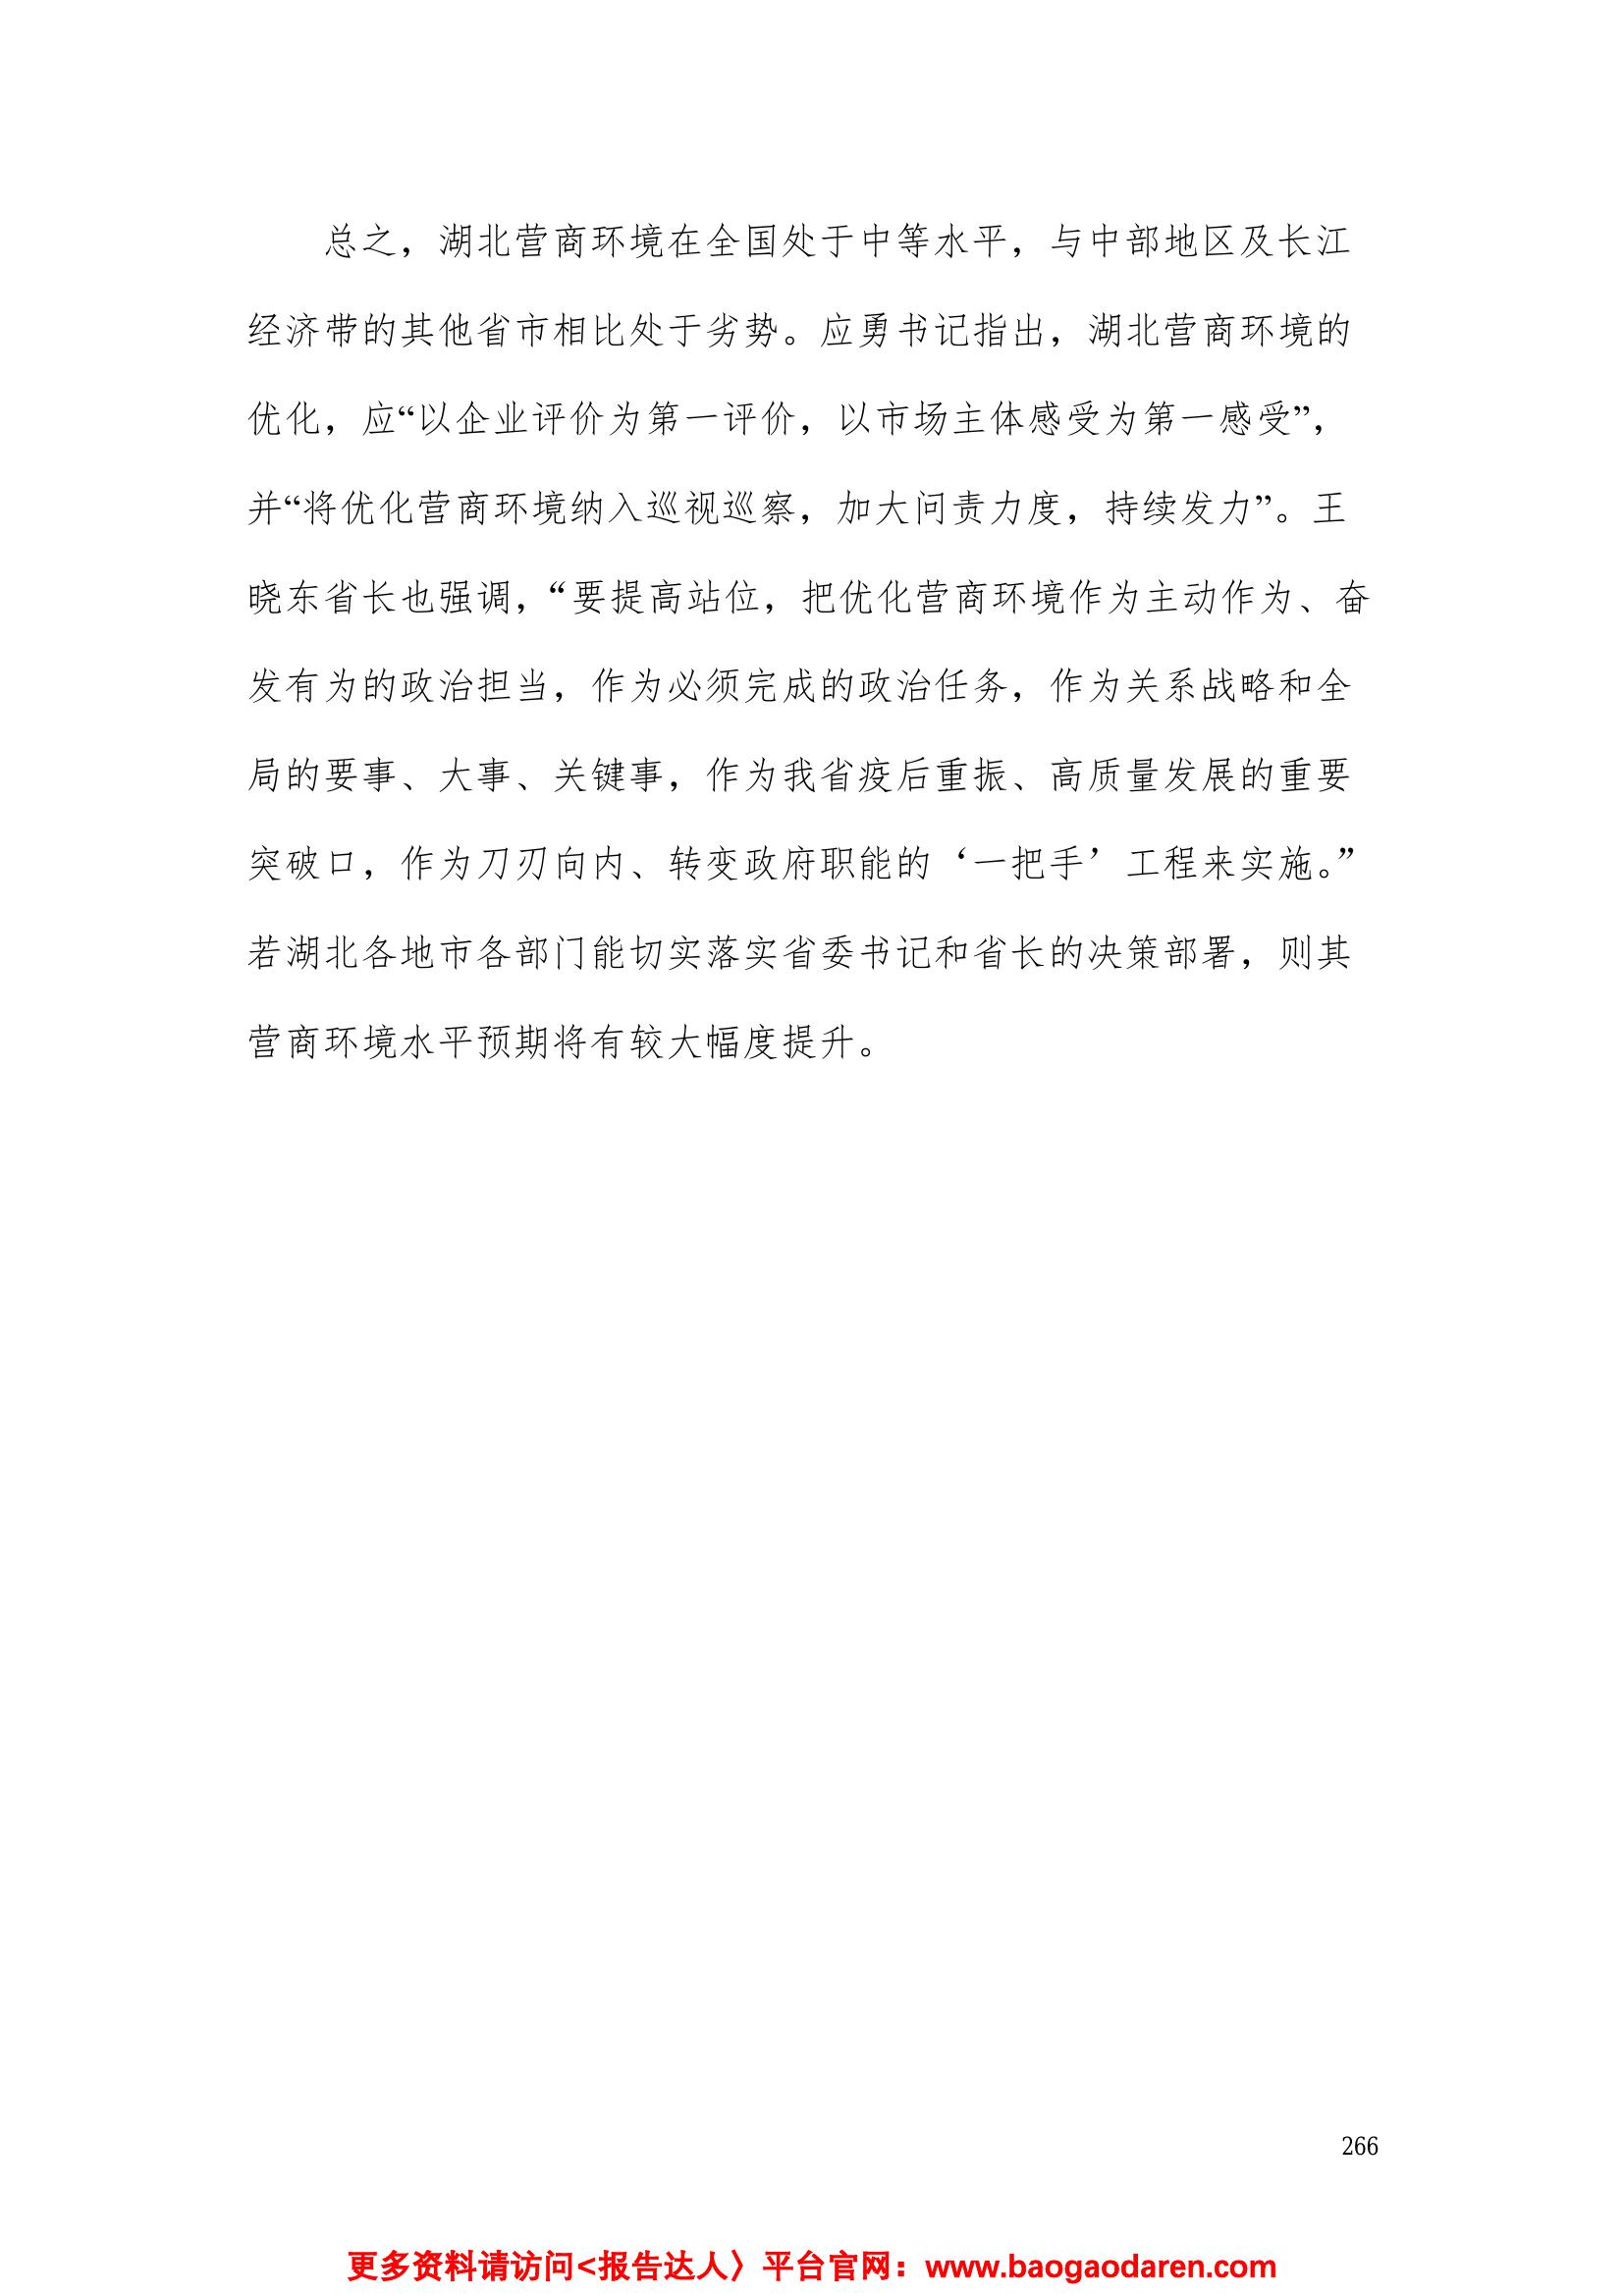 总之，湖北营商环境在全国处于中等水平，与中部地区及长江
经济带的其他省市相比处于劣势。应勇书记指出，湖北营商环境的
优化，应“以企业评价为第一评价，以市场主体感受为第一感受”，
并“将优化营商环境纳入巡视巡察，加大问责力度，持续发力”。王
晓东省长也强调，“要提高站位，把优化营商环境作为主动作为、奋
发有为的政治担当，作为必须完成的政治任务，作为关系战略和全
局的要事、大事、关键事，作为我省疫后重振、高质量发展的重要
突破口，作为刀刃向内、转变政府职能的‘一把手’工程来实施。”
若湖北各地市各部门能切实落实省委书记和省长的决策部署，则其
营商环境水平预期将有较大幅度提升。
266
更多资料请访问<报告达人〉平台官网：www.baogaodaren.com